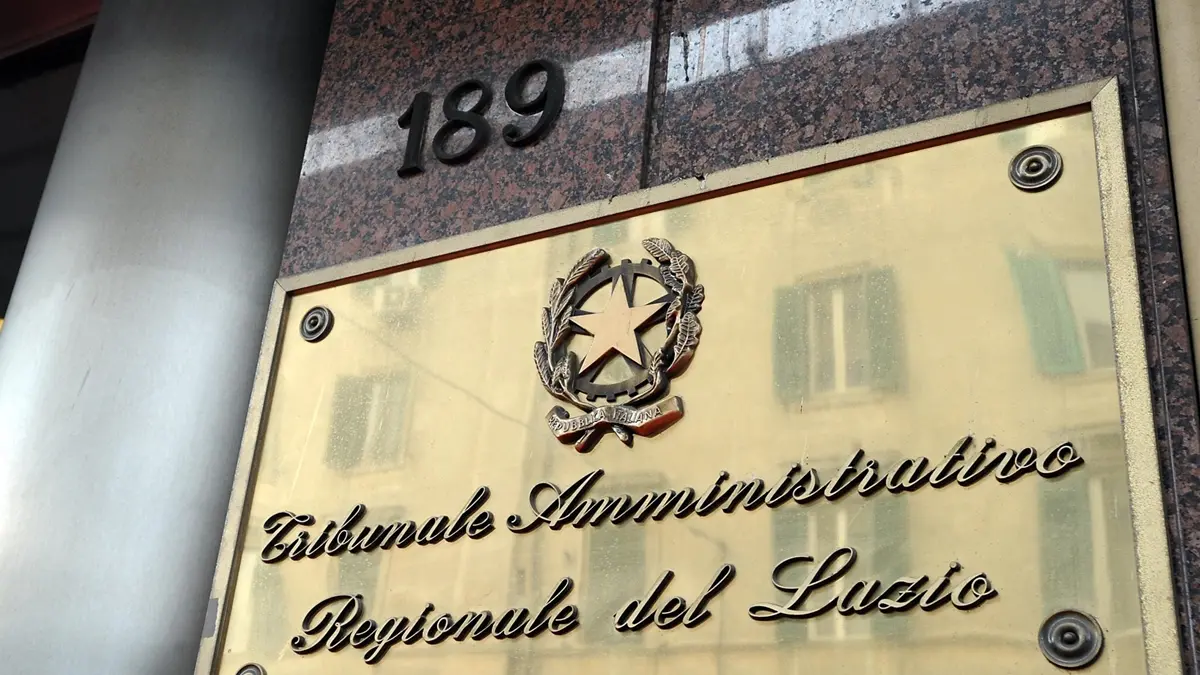 189
REPUBBLICA ITALIANA
Tribunale Amministrativo
Regionale del Lazio